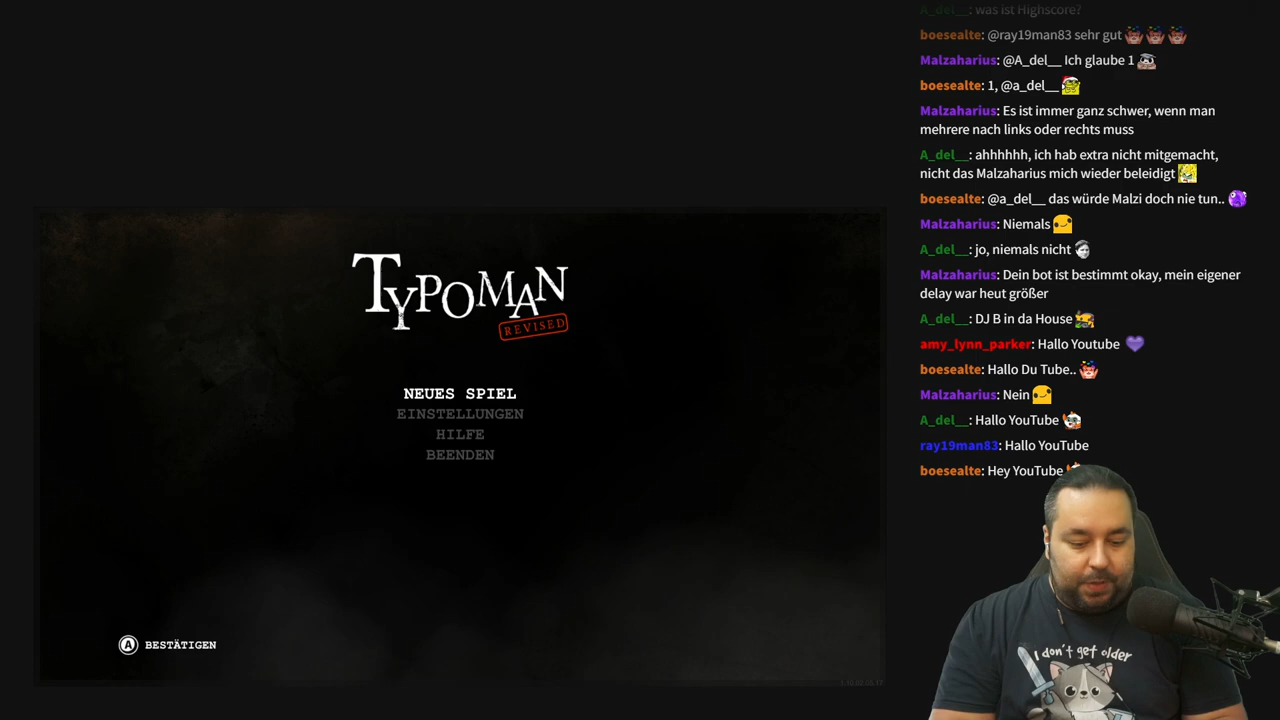 A_del__: was ist Highscore?
boesealte: @ray19man83 sehr gut
Malzaharius: @A_del__ Ich glaube 1
boesealte: 1, @a_del__
Malzaharius: Es ist immer ganz schwer, wenn man
mehrere nach links oder rechts muss
A_del__: ahhhhhh, ich hab extra nicht mitgemacht,
nicht das Malzaharius mich wieder beleidigt
boesealte: @a_del__ das würde Malzi doch nie tun..
Malzaharius: Niemals
A_del__: jo, niemals nicht
Malzaharius: Dein bot ist bestimmt okay, mein eigener
delay war heut größer
A_del__: DJ B in da House
amy_lynn_parker: Hallo Youtube
boesealte: Hallo Du Tube..
Malzaharius: Nein
A_del__: Hallo YouTube
ray19man83: Hallo YouTube
boesealte: Hey YouTube
TYPOMAN
REVISED
NEUES SPIEL
EINSTELLUNGEN
HILFE
BEENDEN
A BESTÄTIGEN
I don't get older